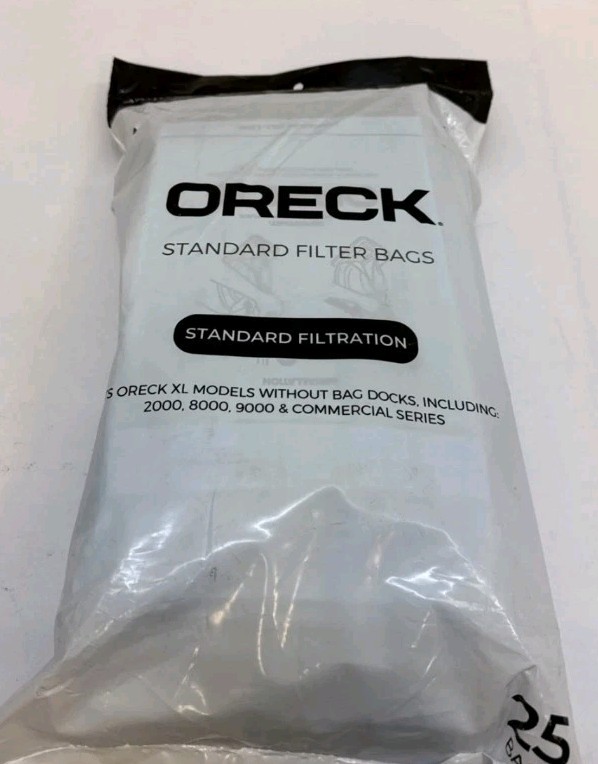 ORECK.
STANDARD FILTER BAGS
STANDARD FILTRATION
S ORECK XL MODELS WITHOUT BAG DOCKS, INCLUDING:
2000, 8000, 9000 & COMMERCIAL SERIES
25